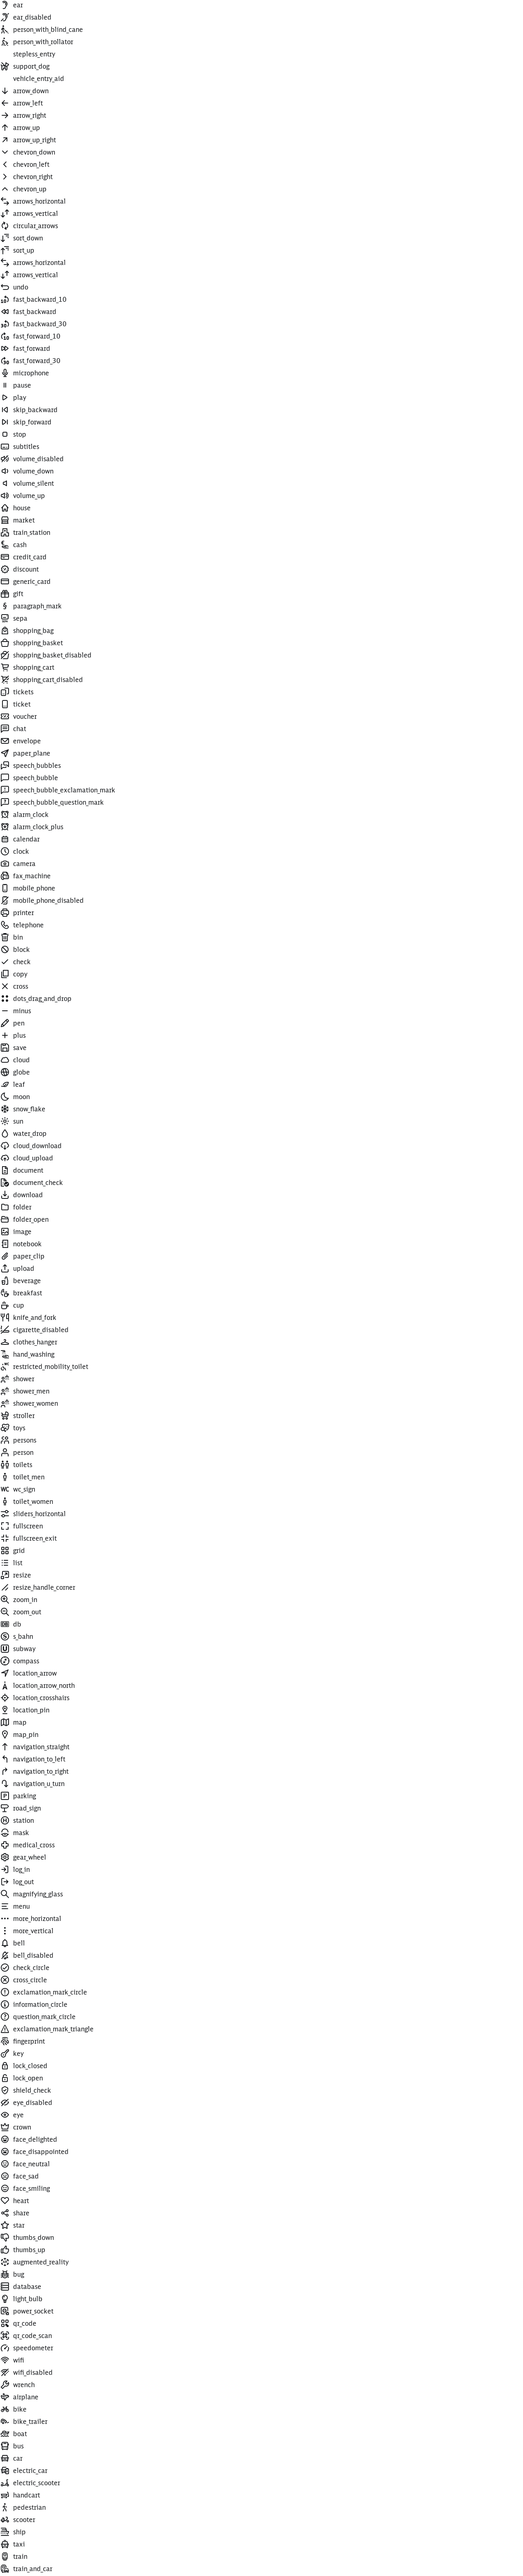 ear
ear_disabled
person_with_blind_cane
person_with_rollator
stepless_entry
support_dog
vehicle_entry_aid
arrow_down
arrow_left
arrow_right
arrow_up
arrow_up_right
chevron_down
chevron_left
chevron_right
chevron_up
arrows_horizontal
arrows_vertical
circular_arrows
sort_down
sort_up
arrows_horizontal
arrows_vertical
undo
fast_backward_10
fast_backward
fast_backward_30
fast_forward_10
fast_forward
fast_forward_30
microphone
pause
play
skip_backward
skip_forward
stop
subtitles
volume_disabled
volume_down
volume_silent
volume_up
house
market
train_station
cash
credit_card
discount
generic_card
gift
paragraph_mark
sepa
shopping_bag
shopping_basket
shopping_basket_disabled
shopping_cart
shopping_cart_disabled
tickets
ticket
voucher
chat
envelope
paper_plane
speech_bubbles
speech_bubble
speech_bubble_exclamation_mark
speech_bubble_question_mark
alarm_clock
alarm_clock_plus
calendar
clock
camera
fax_machine
mobile_phone
mobile_phone_disabled
printer
telephone
bin
block
check
copy
cross
dots_drag_and_drop
minus
pen
plus
save
cloud
globe
leaf
moon
snow_flake
sun
water_drop
cloud_download
cloud_upload
document
document_check
download
folder
folder_open
image
notebook
paper_clip
upload
beverage
breakfast
cup
knife_and_fork
cigarette_disabled
clothes_hanger
hand_washing
restricted_mobility_toilet
shower
shower_men
shower_women
stroller
toys
persons
person
toilets
toilet_men
WC wc_sign
toilet_women
sliders_horizontal
fullscreen
fullscreen_exit
grid
list
resize
resize_handle_corner
zoom_in
zoom_out
db
s_bahn
subway
compass
location_arrow
location_arrow_north
location_crosshairs
location_pin
map
map_pin
navigation_straight
navigation_to_left
navigation_to_right
navigation_u_turn
parking
road_sign
station
mask
medical_cross
gear_wheel
log_in
log_out
magnifying_glass
menu
more_horizontal
more_vertical
bell
bell_disabled
check_circle
cross_circle
exclamation_mark_circle
information_circle
question_mark_circle
exclamation_mark_triangle
fingerprint
key
lock_closed
lock_open
shield_check
eye_disabled
eye
crown
face_delighted
face_disappointed
face_neutral
face_sad
face_smiling
heart
share
star
thumbs_down
thumbs_up
augmented_reality
bug
database
light_bulb
power_socket
qr_code
qr_code_scan
speedometer
wifi
wifi_disabled
wrench
airplane
bike
bike_trailer
boat
bus
car
electric_car
electric_scooter
handcart
pedestrian
scooter
ship
taxi
train
train_and_car